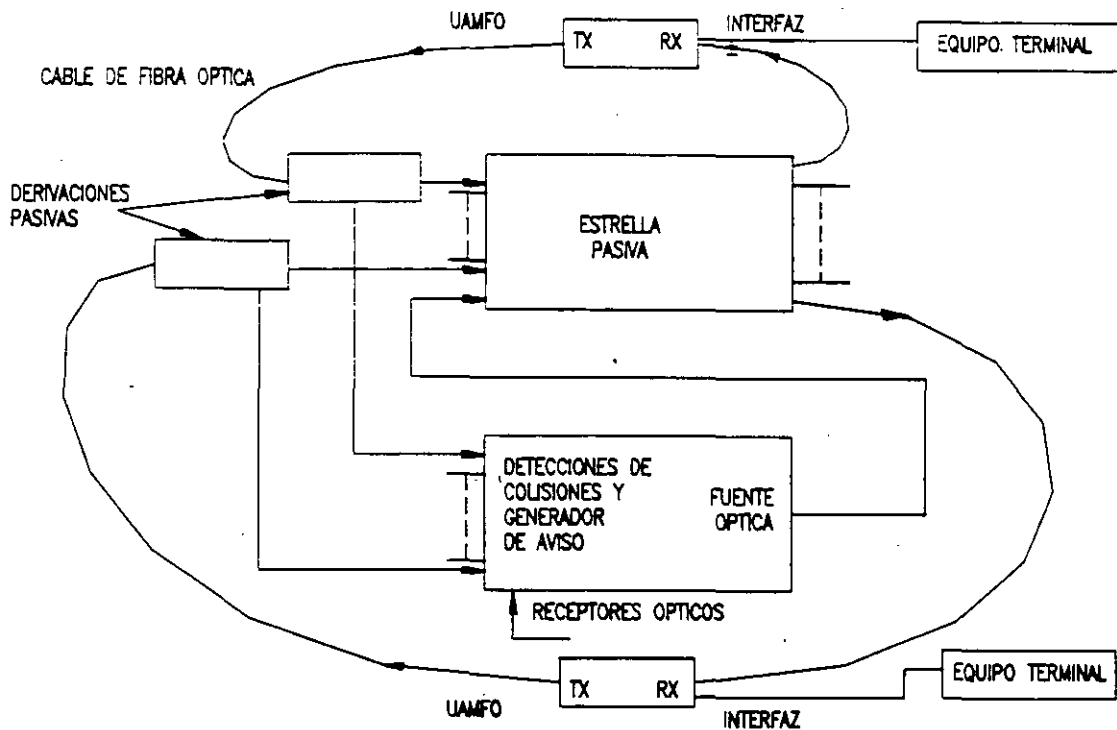 UAMFO
TX
RX
INTERFAZ
EQUIPO. TERMINAL
CABLE DE FIBRA OPTICA
DERIVACIONES
PASIVAS
ESTRELLA
PASIVA
DETECCIONES DE
COLISIONES Y
GENERADOR
DE AVISO
FUENTE
OPTICA
RECEPTORES OPTICOS
TX
RX
EQUIPO TERMINAL
UAMFO
INTERFAZ